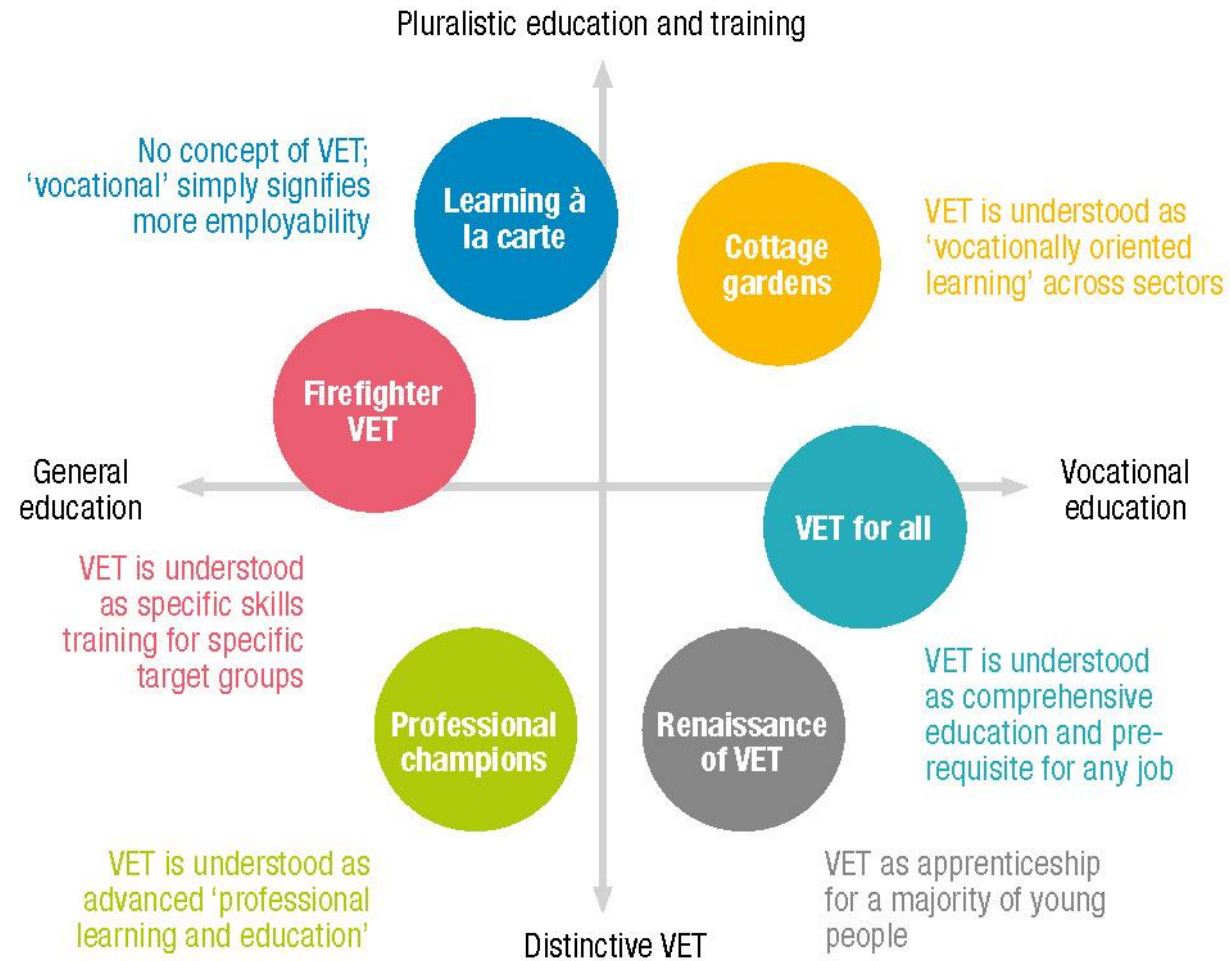 Pluralistic education and training
No concept of VET;
‘vocational’ simply signifies
more employability
Learning à
la carte
Cottage
gardens
VET is understood as
‘vocationally oriented
learning’ across sectors
Firefighter
VET
General
education
Vocational
education
VET for all
VET is understood
as specific skills
training for specific
target groups
Professional
champions
Renaissance
of VET
VET is understood
as comprehensive
education and pre-
requisite for any job
VET is understood as
advanced ‘professional
learning and education’
VET as apprenticeship
for a majority of young
people
Distinctive VET